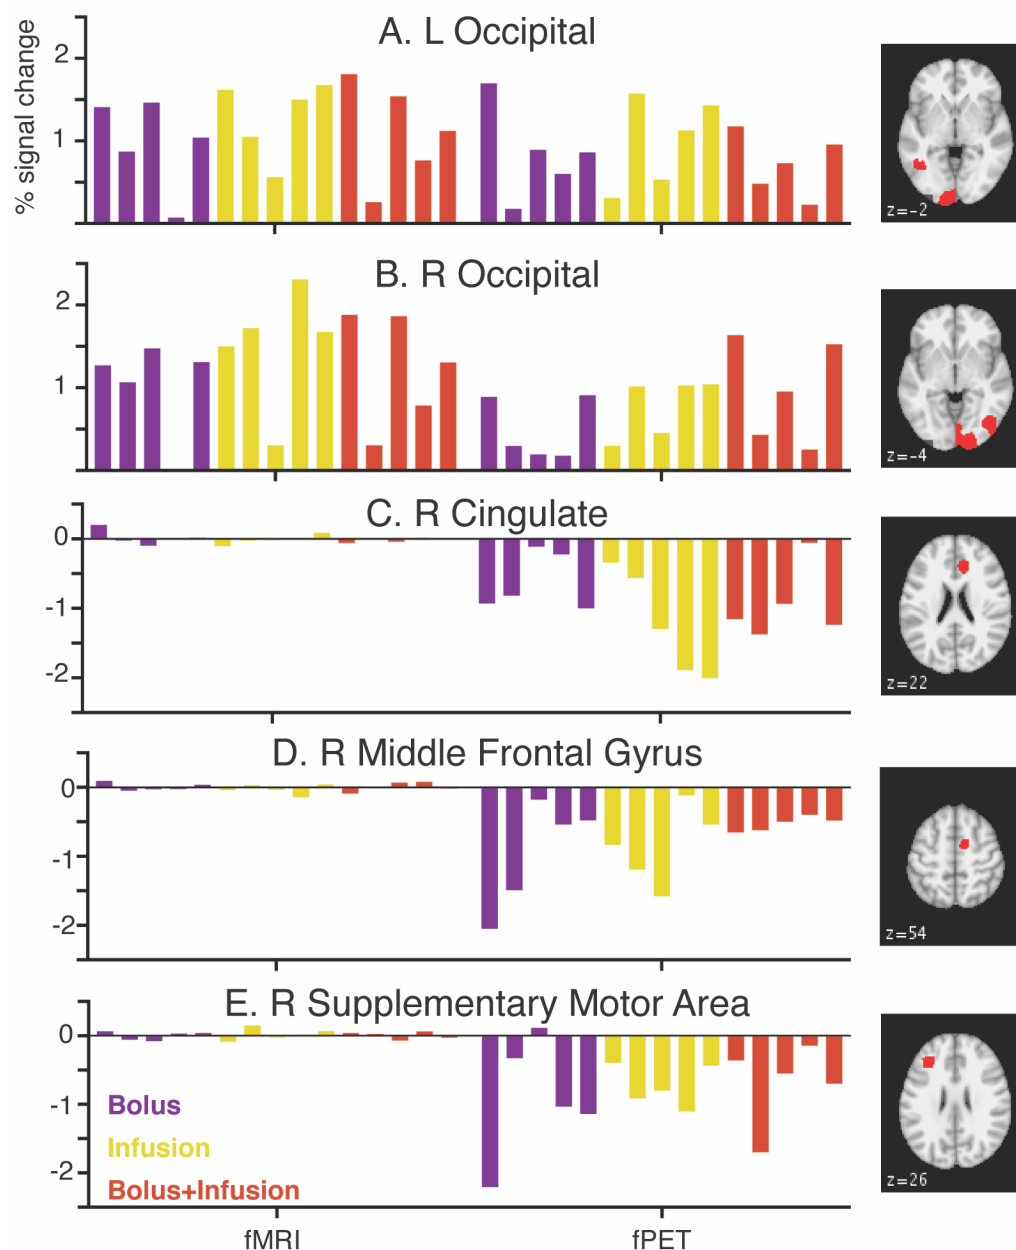 A. L Occipital
% signal change
2
1
z=-2
B. R Occipital
2
1
z=-4
C. R Cingulate
0
-1
-2
z=22
D. R Middle Frontal Gyrus
0
-1
-2
z=54
E. R Supplementary Motor Area
0
-1
-2
Bolus
Infusion
Bolus+Infusion
z=26
fMRI fPET